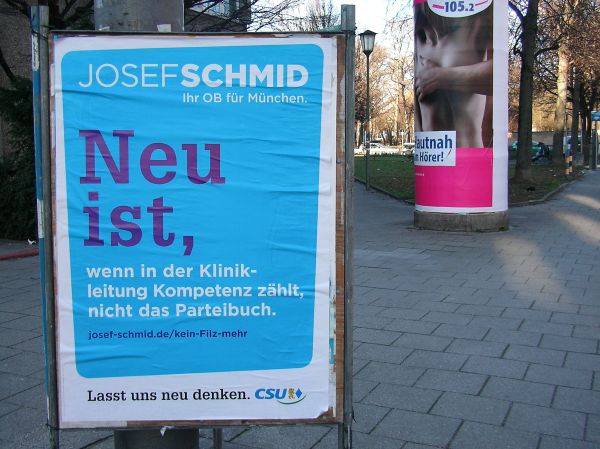 JOSEFSCHMID
Ihr OB für München.
Neu
ist,
wenn in der Klinik-
leitung Kompetenz zählt,
nicht das Parteibuch.
josef-schmid.de/kein-Filz-mehr
Lasst uns neu denken. CSU
105.2
autnah
Hörer!